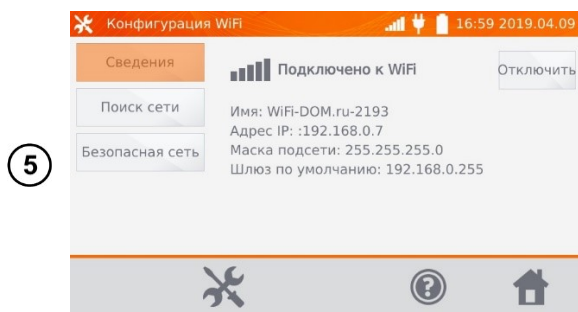 Конфигурация WiFi
16:59 2019.04.09
Сведения
Подключено к WiFi
Отключить
Поиск сети
Имя: WiFi-DOM.ru-2193
Адрес IP: :192.168.0.7
Безопасная сеть
Маска подсети: 255.255.255.0
Шлюз по умолчанию: 192.168.0.255
5
?